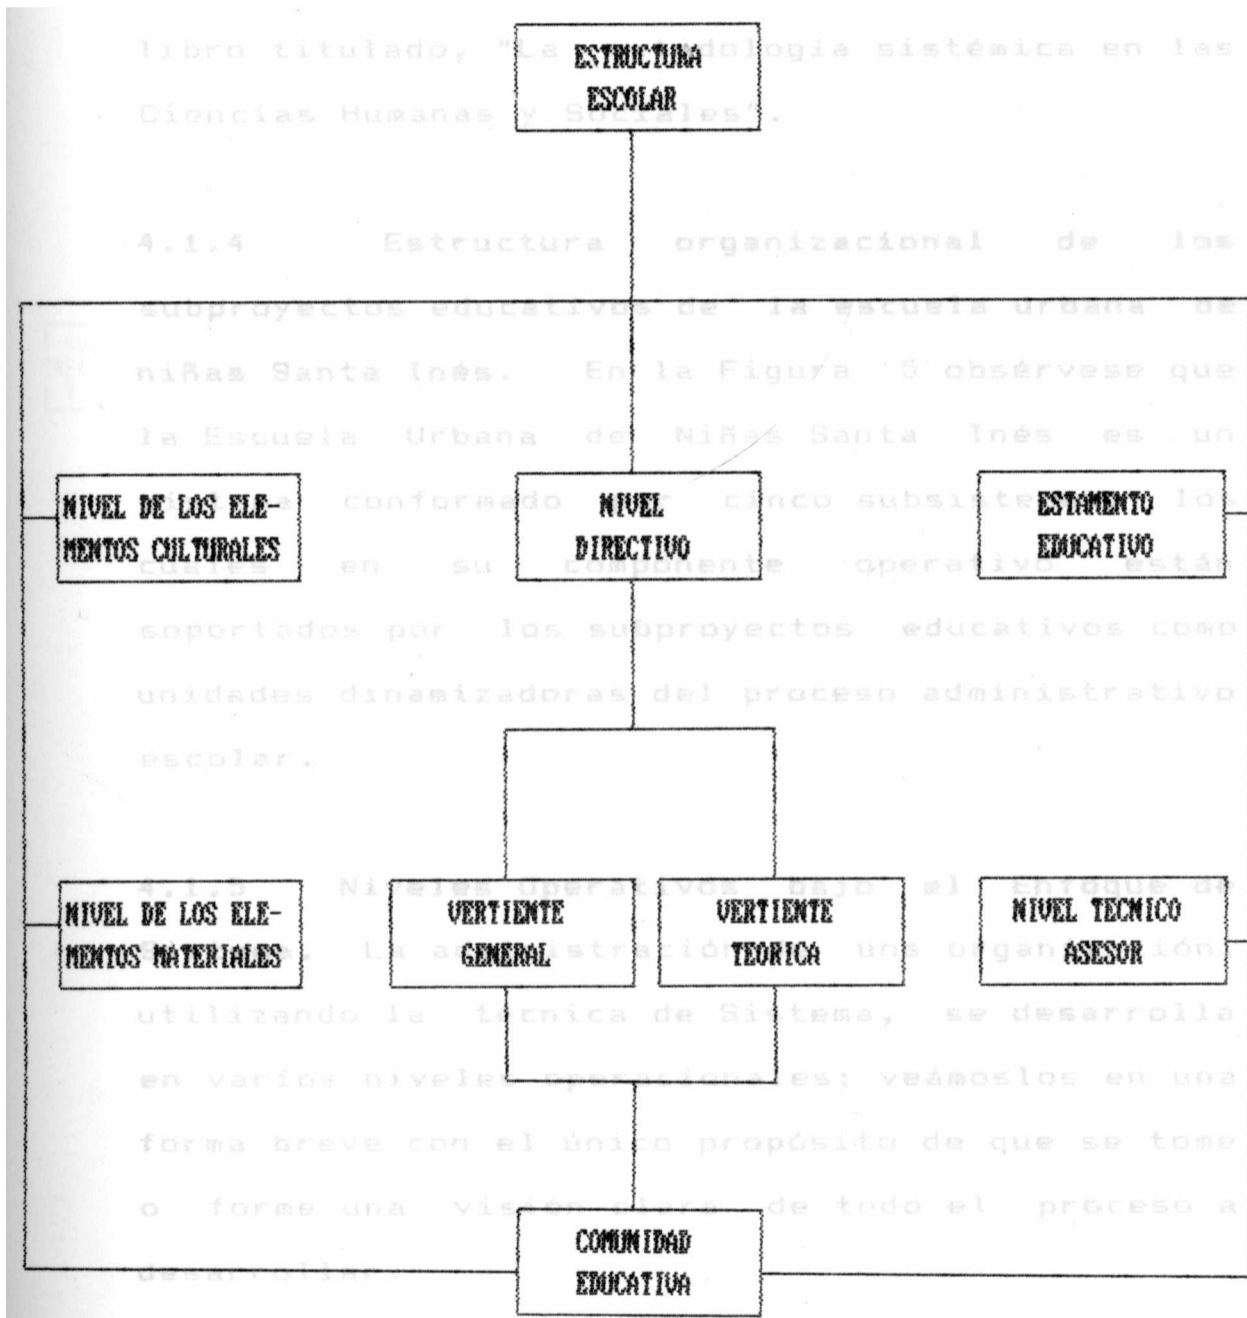 libro titulado, "La
sistémica en las
ESTRUCTURA
ESCOLAR
Ciencias Humanas y Sociales".
4.1.4 Estructura organizacional de los
subproyectos educativos de la escuela urbana de
niñas Santa Inés. En la Figura 5 obsérvese que
la Escuela Urbana de Niñas Santa Inés es un
conformado
cinco
los
NIVEL DE LOS ELE-
MENTOS CULTURALES
NIVEL
DIRECTIVO
ESTAMENTO
EDUCATIVO
cuales en su componente operativo están
soportados por los subproyectos educativos como
unidades dinamizadoras del proceso administrativo
escolar.
4.1.5 Niveles Operativos bajo el Enfoque de
NIVEL DE LOS ELE-
MENTOS MATERIALES
VERTIENTE
GENERAL
VERTIENTE
TEORICA
NIVEL TECNICO
ASESOR
La
una
utilizando la técnica de Sistema, se desarrolla
en varios niveles operacionales; veámoslos en una
forma breve con el único propósito de que se tome
o forme una visión clara de todo el proceso a
COMUNIDAD
EDUCATIVA
desarrollar.